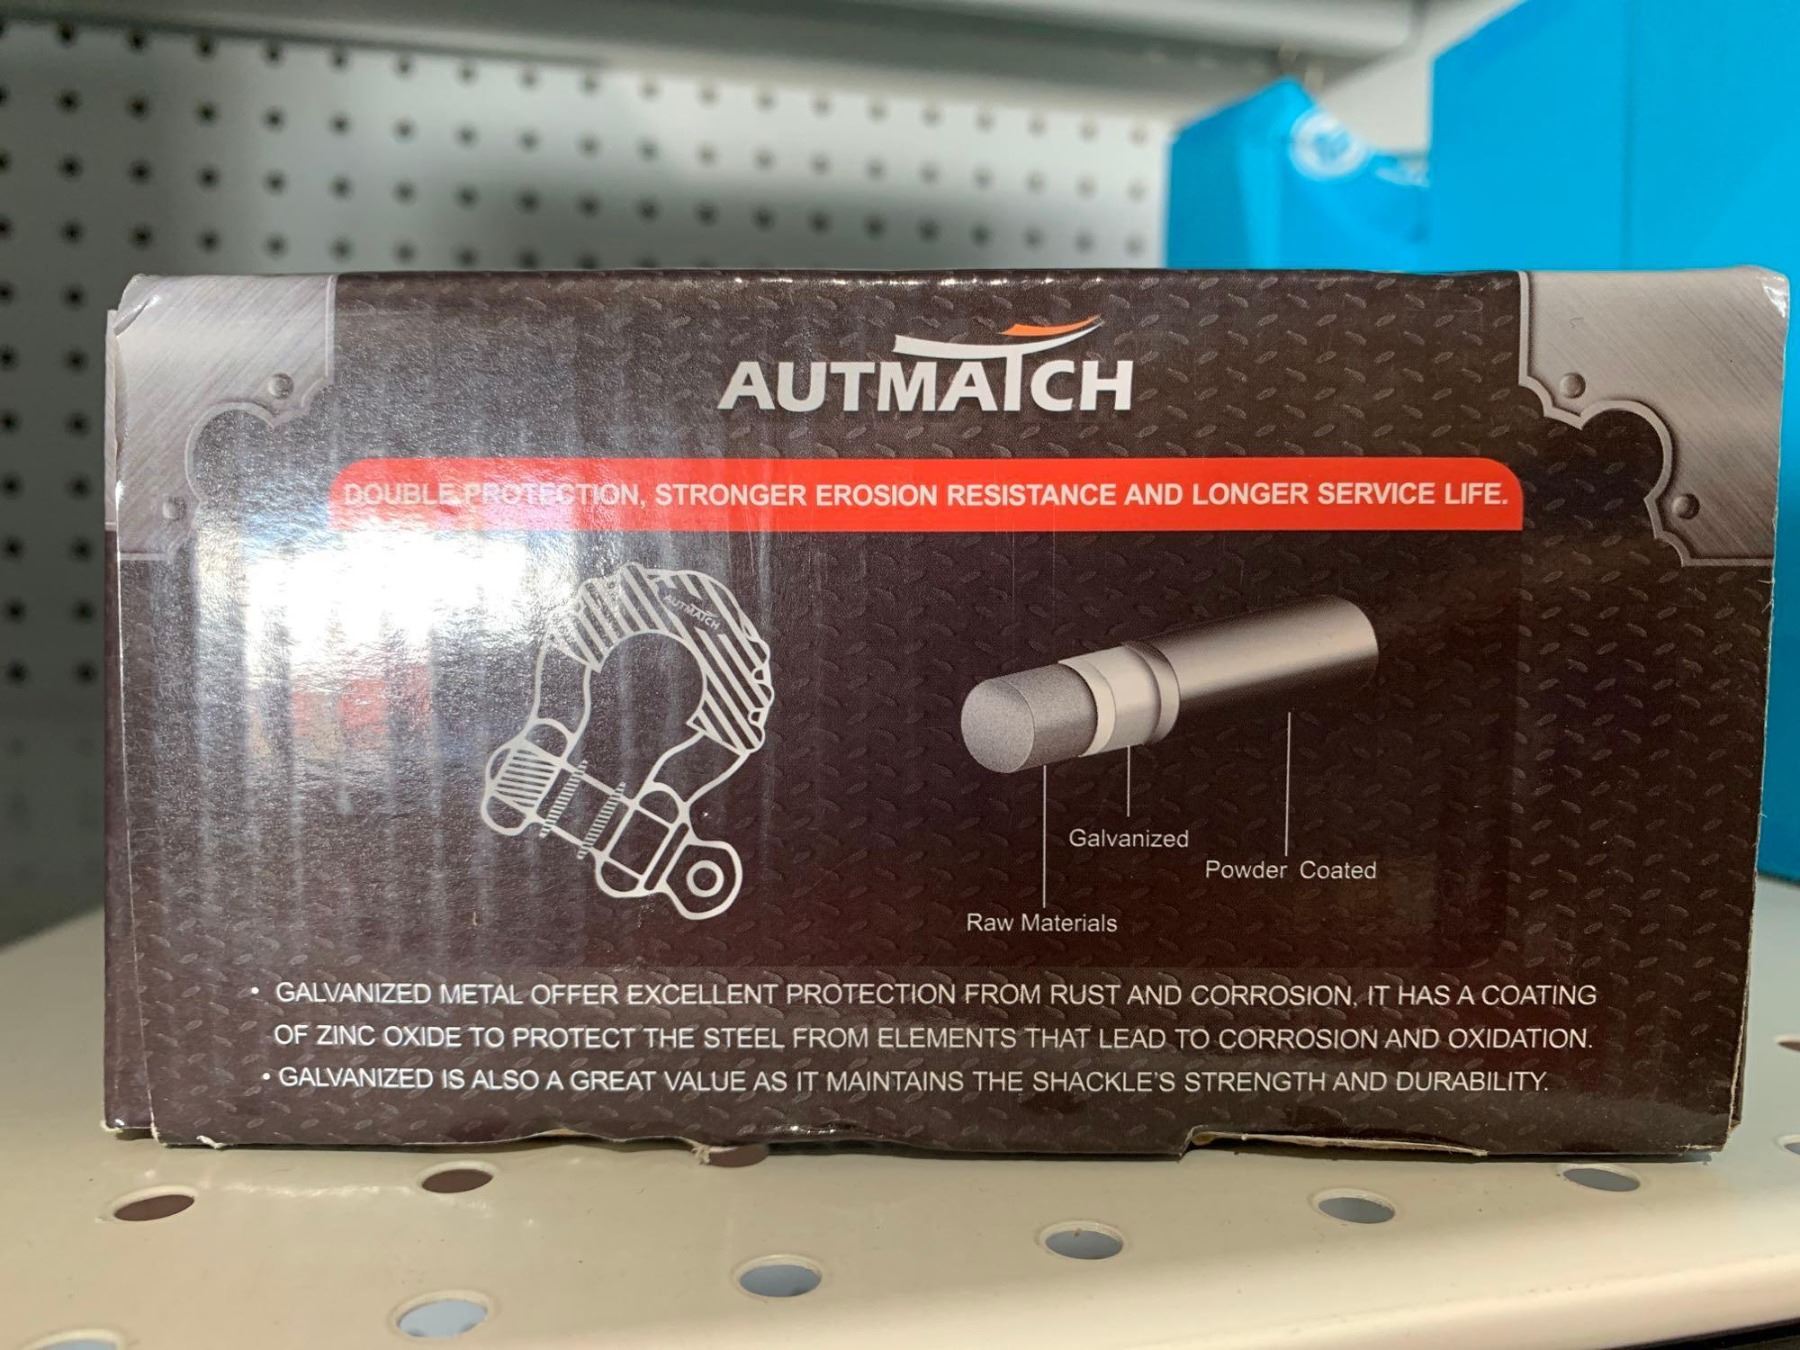 AUTMATCH
DOUBLE PROTECTION, STRONGER EROSION RESISTANCE AND LONGER SERVICE LIFE.
AUTMATCH
Galvanized
Powder Coated
Raw Materials
• GALVANIZED METAL OFFER EXCELLENT PROTECTION FROM RUST AND CORROSION, IT HAS A COATING
OF ZINC OXIDE TO PROTECT THE STEEL FROM ELEMENTS THAT LEAD TO CORROSION AND OXIDATION.
• GALVANIZED IS ALSO A GREAT VALUE AS IT MAINTAINS THE SHACKLE'S STRENGTH AND DURABILITY.